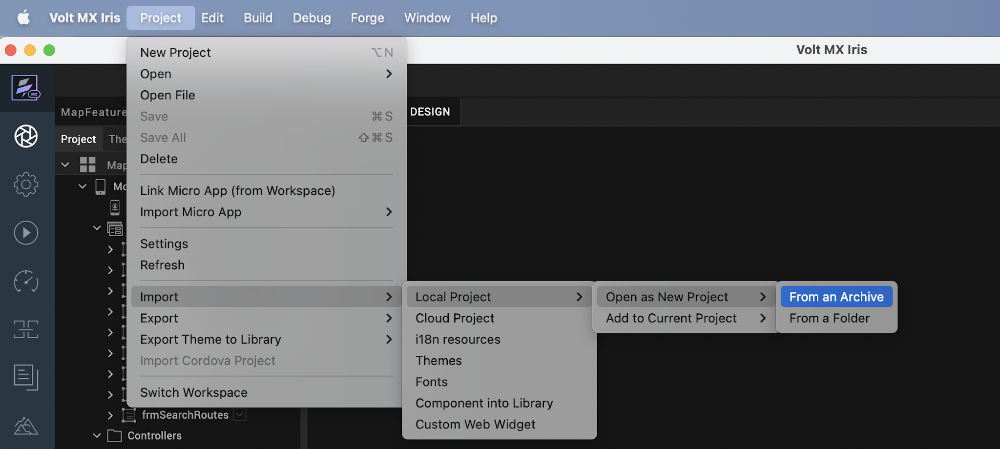 Volt MX Iris Project Edit Build Debug Forge Window Help
Volt MX Iris
New Project ⌥ N
Open
Open File
Save ⌘ S
Save All ⇧ ⌘ S
Delete
Link Micro App (from Workspace)
Import Micro App
Settings
Refresh
Import
Export
Export Theme to Library
Import Cordova Project
Switch Workspace
Local Project
Cloud Project
i18n resources
Themes
Fonts
Component into Library
Custom Web Widget
Open as New Project
Add to Current Project
From an Archive
From a Folder
MX
MapFeature
DESIGN
Project The
Map
Mo
frmSearchRoutes
Controllers